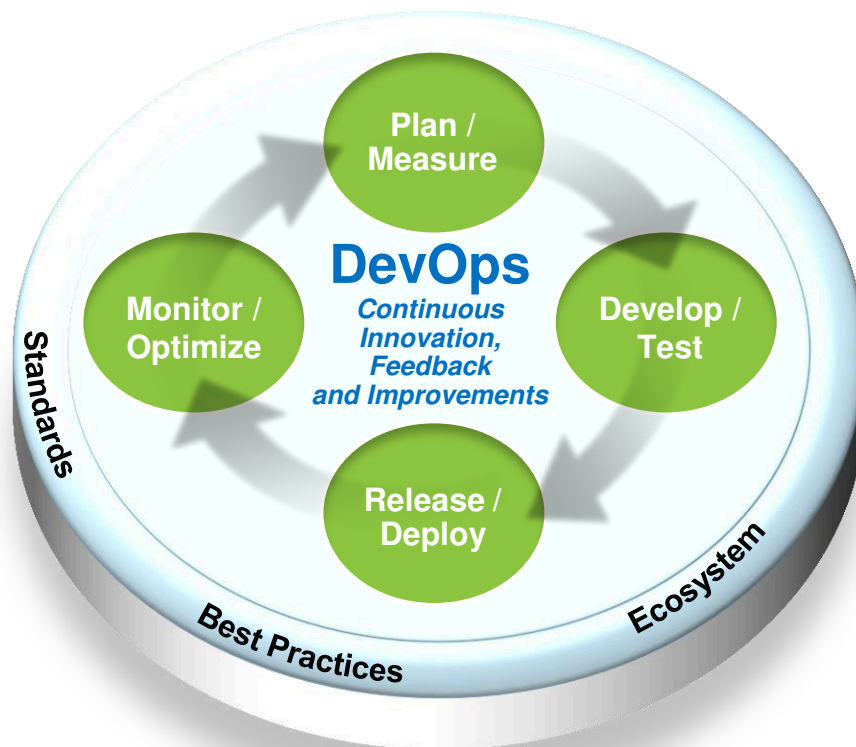 Plan /
Measure
DevOps
Continuous
Innovation,
Feedback
and Improvements
Monitor /
Optimize
Develop /
Test
Release /
Deploy
Standards
Best Practices
Ecosystem